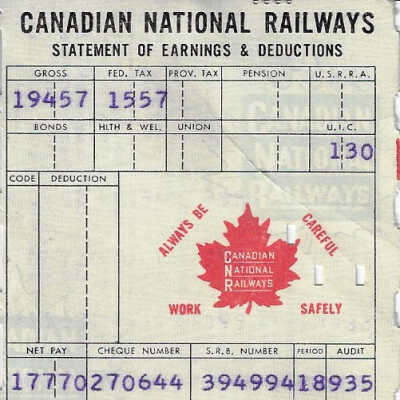 CANADIAN NATIONAL RAILWAYS
STATEMENT OF EARNINGS & DEDUCTIONS
GROSS FED. TAX PROV. TAX PENSION U.S.R.R.A.
19457 1557
BONDS HLTH & WEL. UNION U.I.C.
130
CODE DEDUCTION
ALWAYS BE CAREFUL
CANADIAN
NATIONAL
RAILWAYS
WORK SAFELY
NET PAY CHEQUE NUMBER S.R.B. NUMBER PERIOD AUDIT
17770 270644 394994 18 935